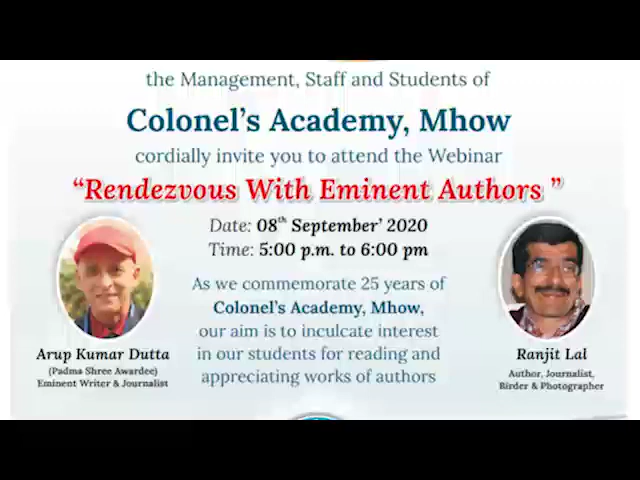 the Management, Staff and Students of
Colonel's Academy, Mhow
cordially invite you to attend the Webinar
“Rendezvous With Eminent Authors ”
Date: 08th September' 2020
Time: 5:00 p.m. to 6:00 pm
As we commemorate 25 years of
Colonel's Academy, Mhow,
our aim is to inculcate interest
in our students for reading and
appreciating works of authors
Arup Kumar Dutta
(Padma Shree Awardee)
Eminent Writer & Journalist
Ranjit Lal
Author, Journalist,
Birder & Photographer